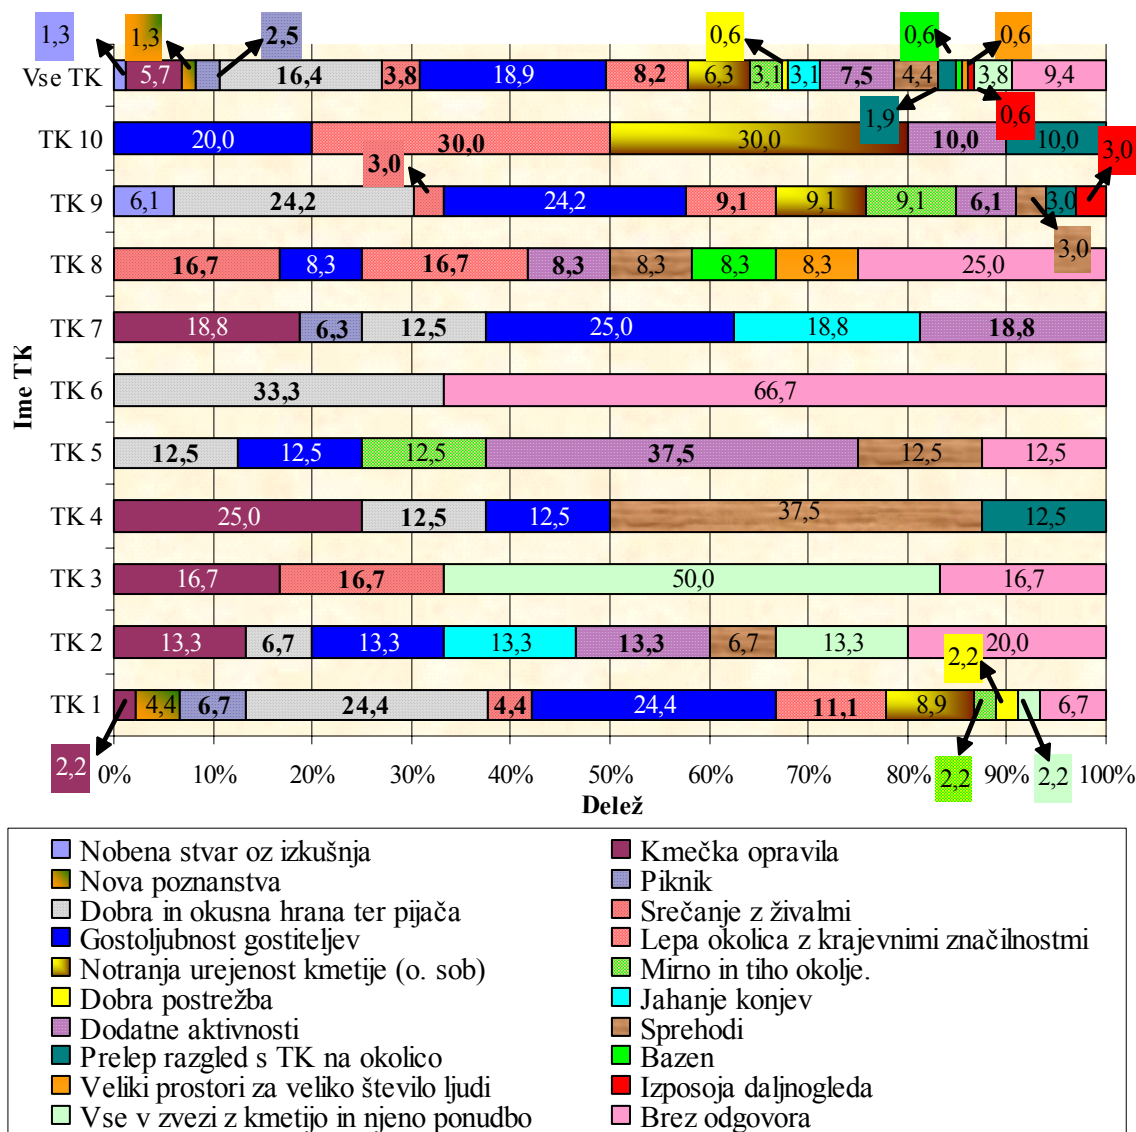 1,3 1,3 2,5 0,6 0,6 0,6
Vse TK 5,7 16,4 3,8 18,9 8,2 6,3 3,1 3,1 7,5 4,4 3,8 9,4
1,9 0,6
TK 10 20,0 30,0 30,0 10,0 10,0
3,0 3,0
TK 9 6,1 24,2 24,2 9,1 9,1 9,1 6,1 3,0
3,0
TK 8 16,7 8,3 16,7 8,3 8,3 8,3 8,3 25,0
TK 7 18,8 6,3 12,5 25,0 18,8 18,8
TK 6 33,3 66,7
Ime TK
TK 5 12,5 12,5 12,5 37,5 12,5 12,5
TK 4 25,0 12,5 12,5 37,5 12,5
TK 3 16,7 16,7 50,0 16,7
TK 2 13,3 6,7 13,3 13,3 13,3 6,7 13,3 20,0
2,2
TK 1 4,4 6,7 24,4 4,4 24,4 11,1 8,9 6,7
2,2 2,2 2,2
0% 10% 20% 30% 40% 50% 60% 70% 80% 90% 100%
Delež
Nobena stvar oz izkušnja
Kmečka opravila
Nova poznanstva
Piknik
Dobra in okusna hrana ter pijača
Srečanje z živalmi
Gostoljubnost gostiteljev
Lepa okolica z krajevnimi značilnostmi
Notranja urejenost kmetije (o. sob)
Mirno in tiho okolje.
Dobra postrežba
Jahanje konjev
Dodatne aktivnosti
Sprehodi
Prelep razgled s TK na okolico
Bazen
Veliki prostori za veliko število ljudi
Izposoja daljnogleda
Vse v zvezi z kmetijo in njeno ponudbo
Brez odgovora